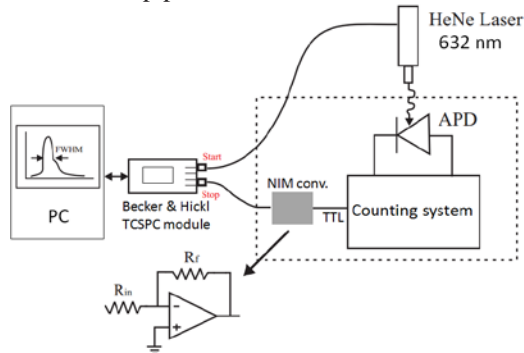 HeNe Laser
632 nm
APD
FWHM
Start
Stop
PC
Becker & Hickl
TCSPC module
NIM conv.
TTL
Counting system
Rf
Rin
-
+